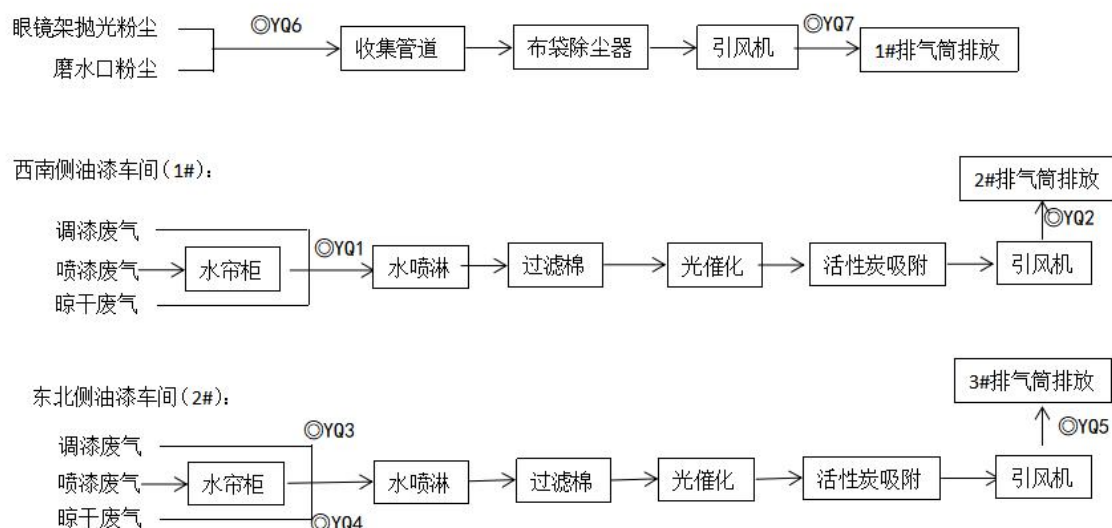 眼镜架抛光粉尘
磨水口粉尘
◎YQ6
收集管道
布袋除尘器
引风机
◎YQ7
1#排气筒排放
西南侧油漆车间(1#):
2#排气筒排放
◎YQ2
调漆废气
喷漆废气
晾干废气
水帘柜
◎YQ1
水喷淋
过滤棉
光催化
活性炭吸附
引风机
东北侧油漆车间(2#):
3#排气筒排放
◎YQ5
◎YQ3
调漆废气
喷漆废气
晾干废气
水帘柜
◎YQ4
水喷淋
过滤棉
光催化
活性炭吸附
引风机